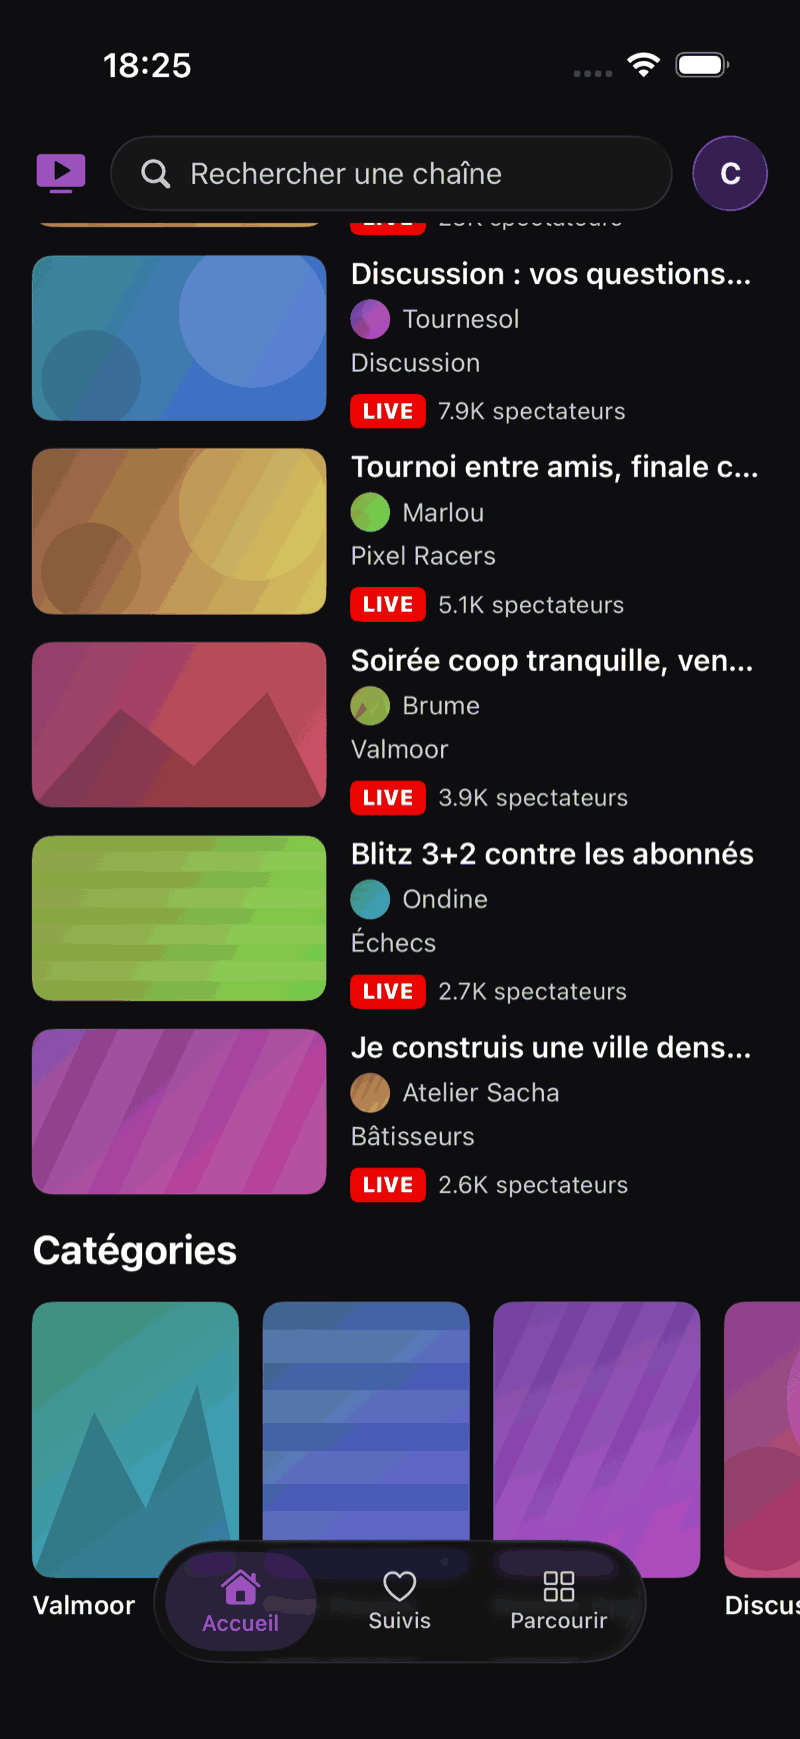 18:25
Rechercher une chaîne
C
Discussion : vos questions...
Tournesol
Discussion
LIVE 7.9K spectateurs
Tournoi entre amis, finale c...
Marlou
Pixel Racers
LIVE 5.1K spectateurs
Soirée coop tranquille, ven...
Brume
Valmoor
LIVE 3.9K spectateurs
Blitz 3+2 contre les abonnés
Ondine
Échecs
LIVE 2.7K spectateurs
Je construis une ville dens...
Atelier Sacha
Bâtisseurs
LIVE 2.6K spectateurs
Catégories
Valmoor
Discus
Accueil
Suivis
Parcourir